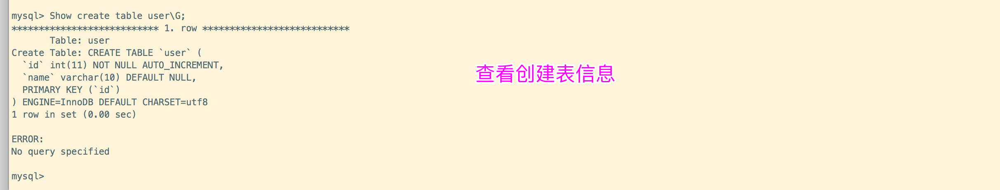 mysql> Show create table user\G;
*************************** 1. row ***************************
       Table: user
Create Table: CREATE TABLE `user` (
  `id` int(11) NOT NULL AUTO_INCREMENT,
  `name` varchar(10) DEFAULT NULL,
  PRIMARY KEY (`id`)
) ENGINE=InnoDB DEFAULT CHARSET=utf8
1 row in set (0.00 sec)
ERROR:
No query specified
mysql>
查看创建表信息